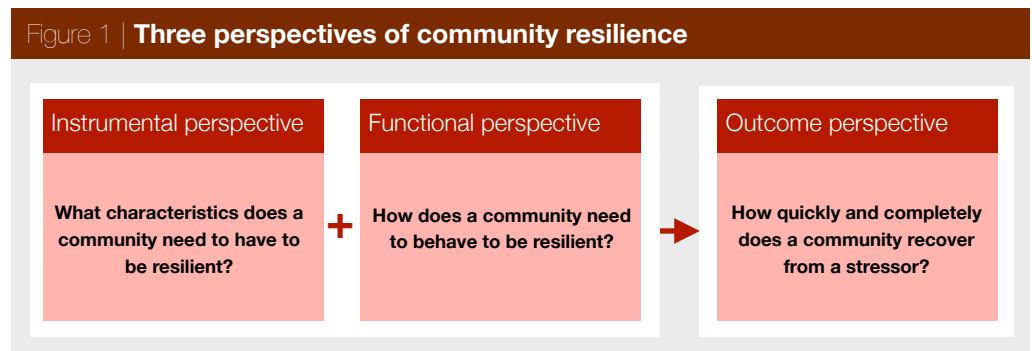 Figure 1 | Three perspectives of community resilience
Instrumental perspective
What characteristics does a
community need to have to
be resilient?
+
Functional perspective
How does a community need
to behave to be resilient?
Outcome perspective
How quickly and completely
does a community recover
from a stressor?